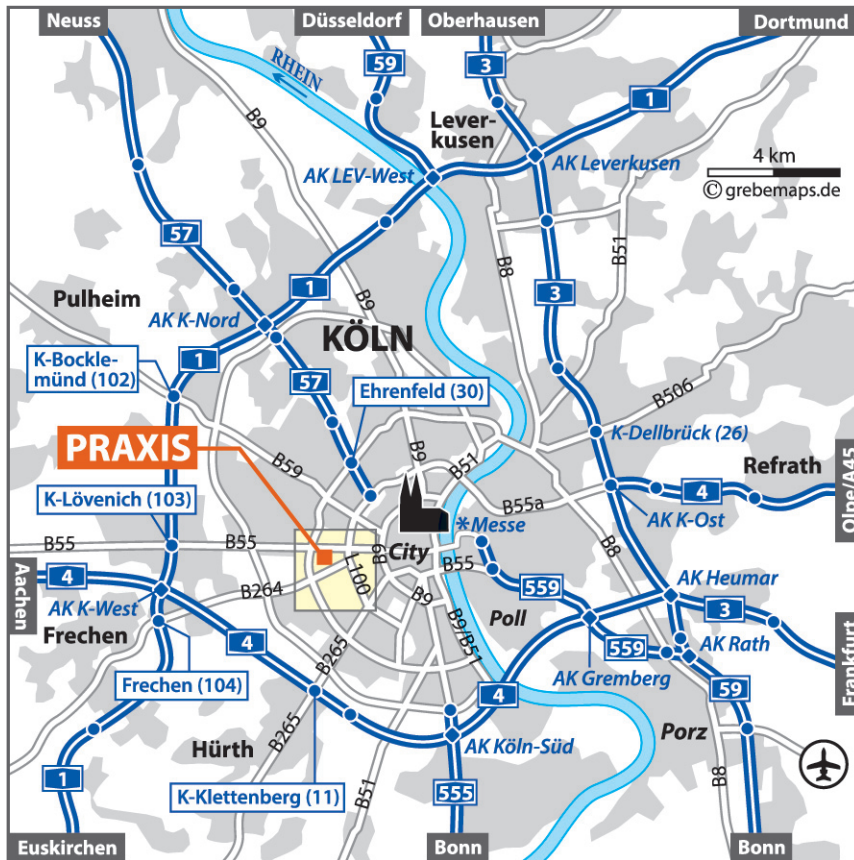 Neuss
Düsseldorf
Oberhausen
Dortmund
59
3
1
RHEIN
B9
Lever-
kusen
AK LEV-West
AK Leverkusen
4 km
© grebemaps.de
57
B8
B51
Pulheim
1
B9
3
AK K-Nord
KÖLN
K-Bockle-
münd (102)
1
57
Ehrenfeld (30)
B506
PRAXIS
B59
B9
B51
K-Dellbrück (26)
Refrath
Olpe/A45
K-Lövenich (103)
4
B55a
AK K-Ost
*Messe
B55
B55
B9
City
B8
Aachen
4
L100
B55
AK Heumar
AK K-West
B264
B9
559
3
Frechen
Poll
B9/B51
AK Rath
4
B265
559
Frankfurt
Frechen (104)
4
AK Gremberg
59
Hürth
B265
AK Köln-Süd
Porz
1
K-Klettenberg (11)
B51
555
B8
Euskirchen
Bonn
Bonn